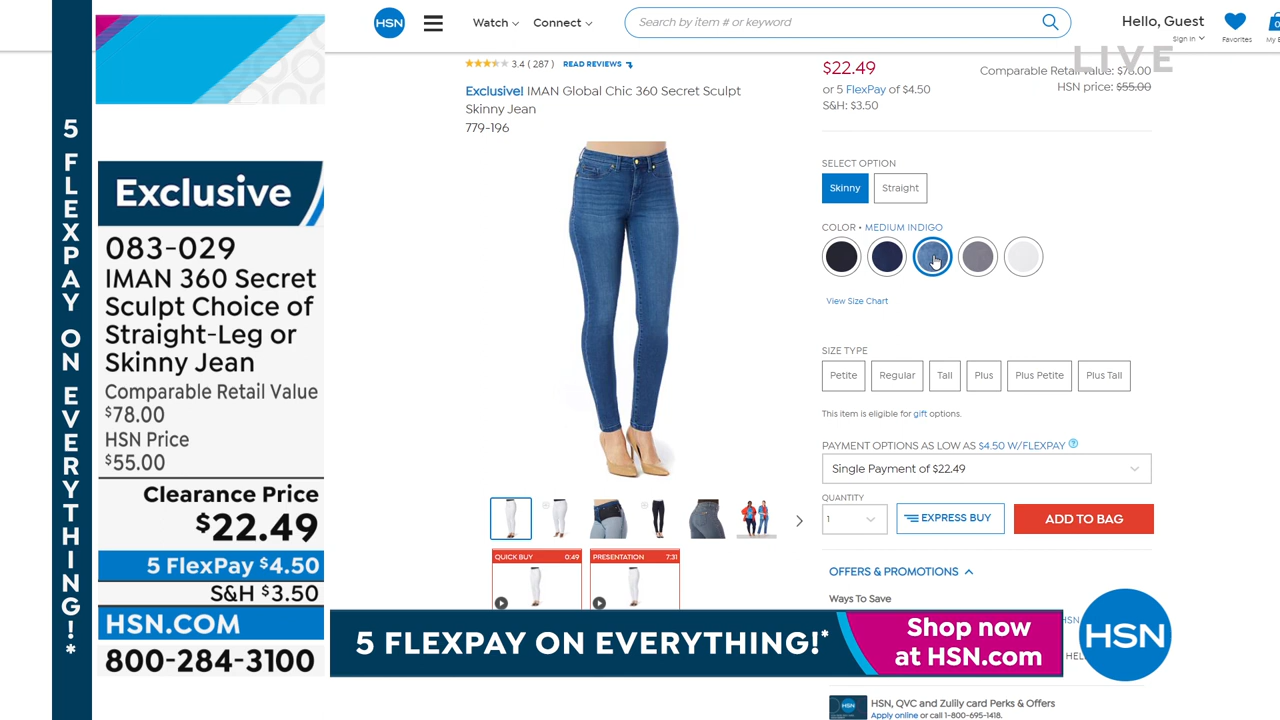 5 FLEXPAY ON EVERYTHING!*
Exclusive
083-029
IMAN 360 Secret
Sculpt Choice of
Straight-Leg or
Skinny Jean
Comparable Retail Value
$78.00
HSN Price
$55.00
Clearance Price
$22.49
5 FlexPay $4.50
S&H $3.50
HSN.COM
800-284-3100
HSN
Watch
Connect
Search by item # or keyword
Hello, Guest
Sign In
Favorites
My
0
LIVE
3.4 ( 287 ) READ REVIEWS
Exclusive! IMAN Global Chic 360 Secret Sculpt
Skinny Jean
779-196
$22.49
or 5 FlexPay of $4.50
S&H: $3.50
Comparable Retail Value: $78.00
HSN price: $55.00
SELECT OPTION
Skinny
Straight
COLOR • MEDIUM INDIGO
View Size Chart
SIZE TYPE
Petite
Regular
Tall
Plus
Plus Petite
Plus Tall
This item is eligible for gift options.
PAYMENT OPTIONS AS LOW AS $4.50 W/FLEXPAY ?
Single Payment of $22.49
QUANTITY
1
EXPRESS BUY
ADD TO BAG
QUICK BUY 0:49
PRESENTATION 7:31
OFFERS & PROMOTIONS
Ways To Save
HSN
HEL
5 FLEXPAY ON EVERYTHING!*
Shop now
at HSN.com
HSN
HSN
HSN, QVC and Zulily card Perks & Offers
Apply online or call 1-800-695-1418.